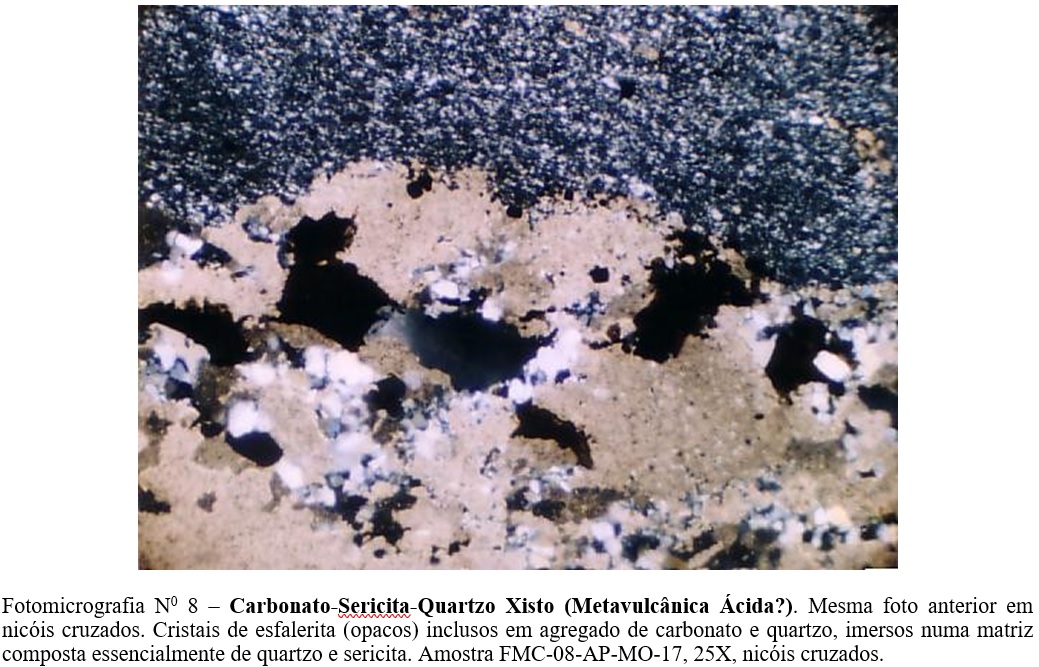 Fotomicrografia Nº 8 – Carbonato-Sericita-Quartzo Xisto (Metavulcânica Ácida?). Mesma foto anterior em
nicóis cruzados. Cristais de esfalerita (opacos) inclusos em agregado de carbonato e quartzo, imersos numa matriz
composta essencialmente de quartzo e sericita. Amostra FMC-08-AP-MO-17, 25X, nicóis cruzados.